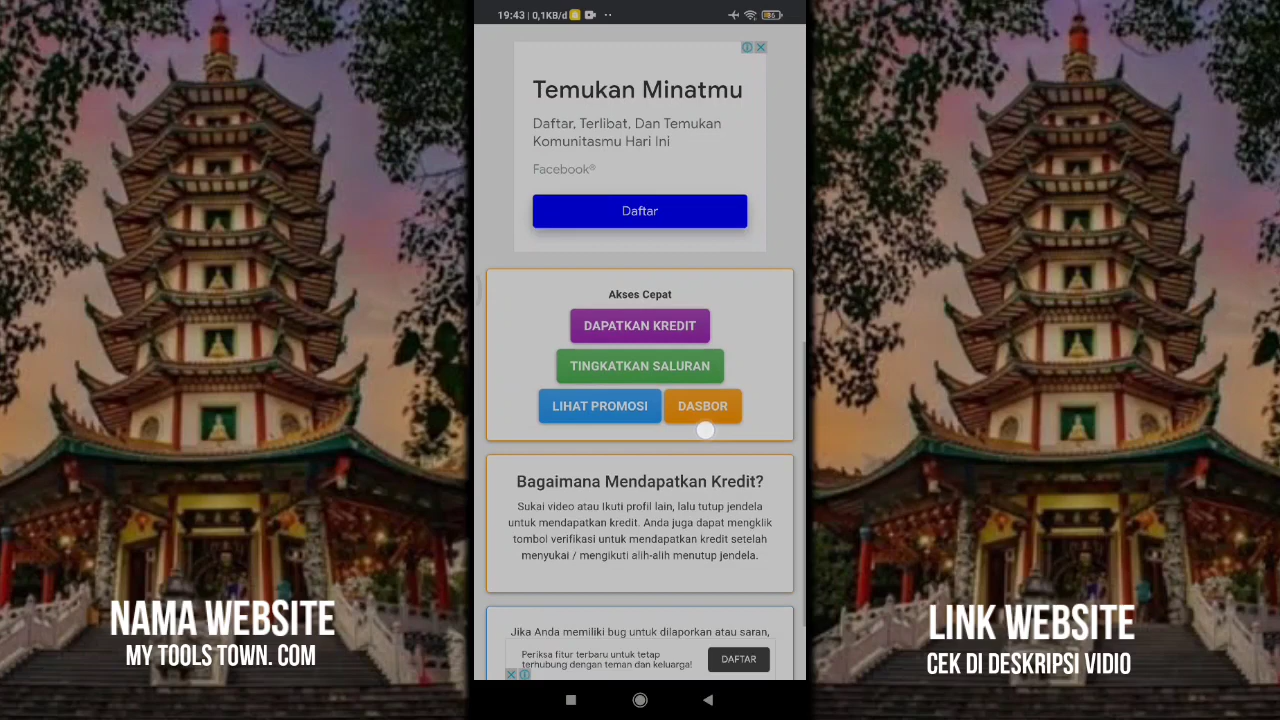 19:43 | 0,1KB/d
86
Temukan Minatmu
Daftar, Terlibat, Dan Temukan
Komunitasmu Hari Ini
Facebook®
Daftar
Akses Cepat
DAPATKAN KREDIT
TINGKATKAN SALURAN
LIHAT PROMOSI
DASBOR
Bagaimana Mendapatkan Kredit?
Sukai video atau Ikuti profil lain, lalu tutup jendela
untuk mendapatkan kredit. Anda juga dapat mengklik
tombol verifikasi untuk mendapatkan kredit setelah
menyukai / mengikuti alih-alih menutup jendela.
Jika Anda memiliki bug untuk dilaporkan atau saran,
Periksa fitur terbaru untuk tetap
terhubung dengan teman dan keluarga!
DAFTAR
NAMA WEBSITE
MY TOOLS TOWN. COM
LINK WEBSITE
CEK DI DESKRIPSI VIDIO